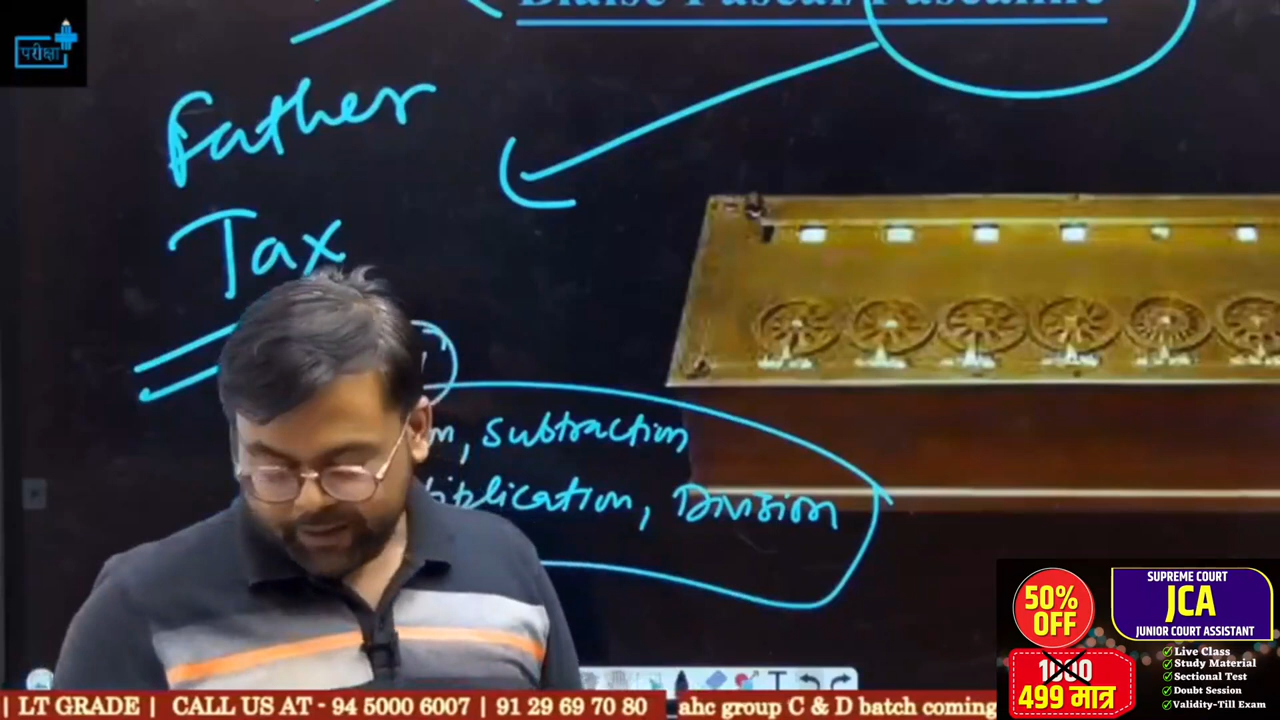 परीक्षा
Blaise Pascal/Pascaline
Father
Tax
, Subtraction
, Division
50%
OFF
SUPREME COURT
JCA
JUNIOR COURT ASSISTANT
1000
499 मात्र
Live Class
Study Material
Sectional Test
Doubt Session
Validity-Till Exam
| LT GRADE | CALL US AT - 94 5000 6007 | 91 29 69 70 80 ahc group C & D batch coming